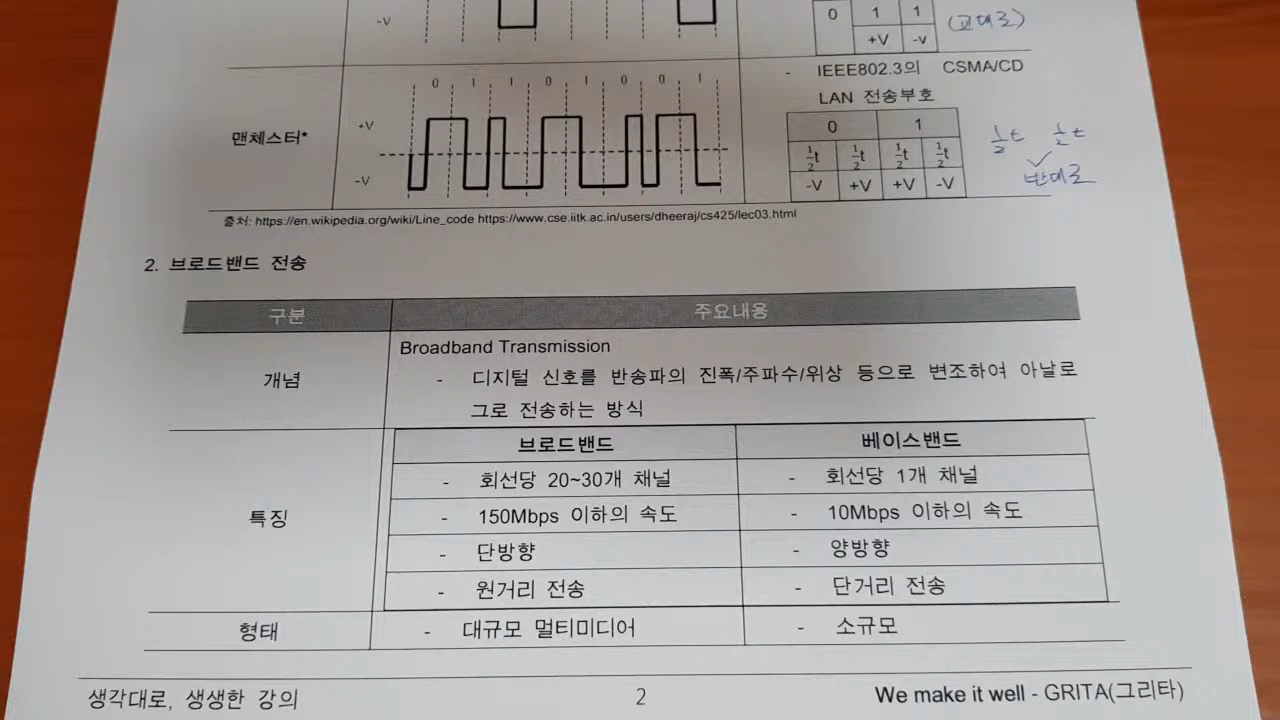 -V
0 1 1
+V -v
(교대로)
- IEEE802.3의 CSMA/CD
LAN 전송부호
0 1 1 0 1 0 0 1
맨체스터*
+V
-V
0 1
½t ½t ½t ½t
-V +V +V -V
½t ½t
반대로
출처: https://en.wikipedia.org/wiki/Line_code https://www.cse.iitk.ac.in/users/dheeraj/cs425/lec03.html
2. 브로드밴드 전송
구분 주요내용
개념
Broadband Transmission
- 디지털 신호를 반송파의 진폭/주파수/위상 등으로 변조하여 아날로
그로 전송하는 방식
특징
브로드밴드 베이스밴드
- 회선당 20~30개 채널 - 회선당 1개 채널
- 150Mbps 이하의 속도 - 10Mbps 이하의 속도
- 단방향 - 양방향
- 원거리 전송 - 단거리 전송
형태 - 대규모 멀티미디어 - 소규모
생각대로, 생생한 강의 2 We make it well - GRITA(그리타)